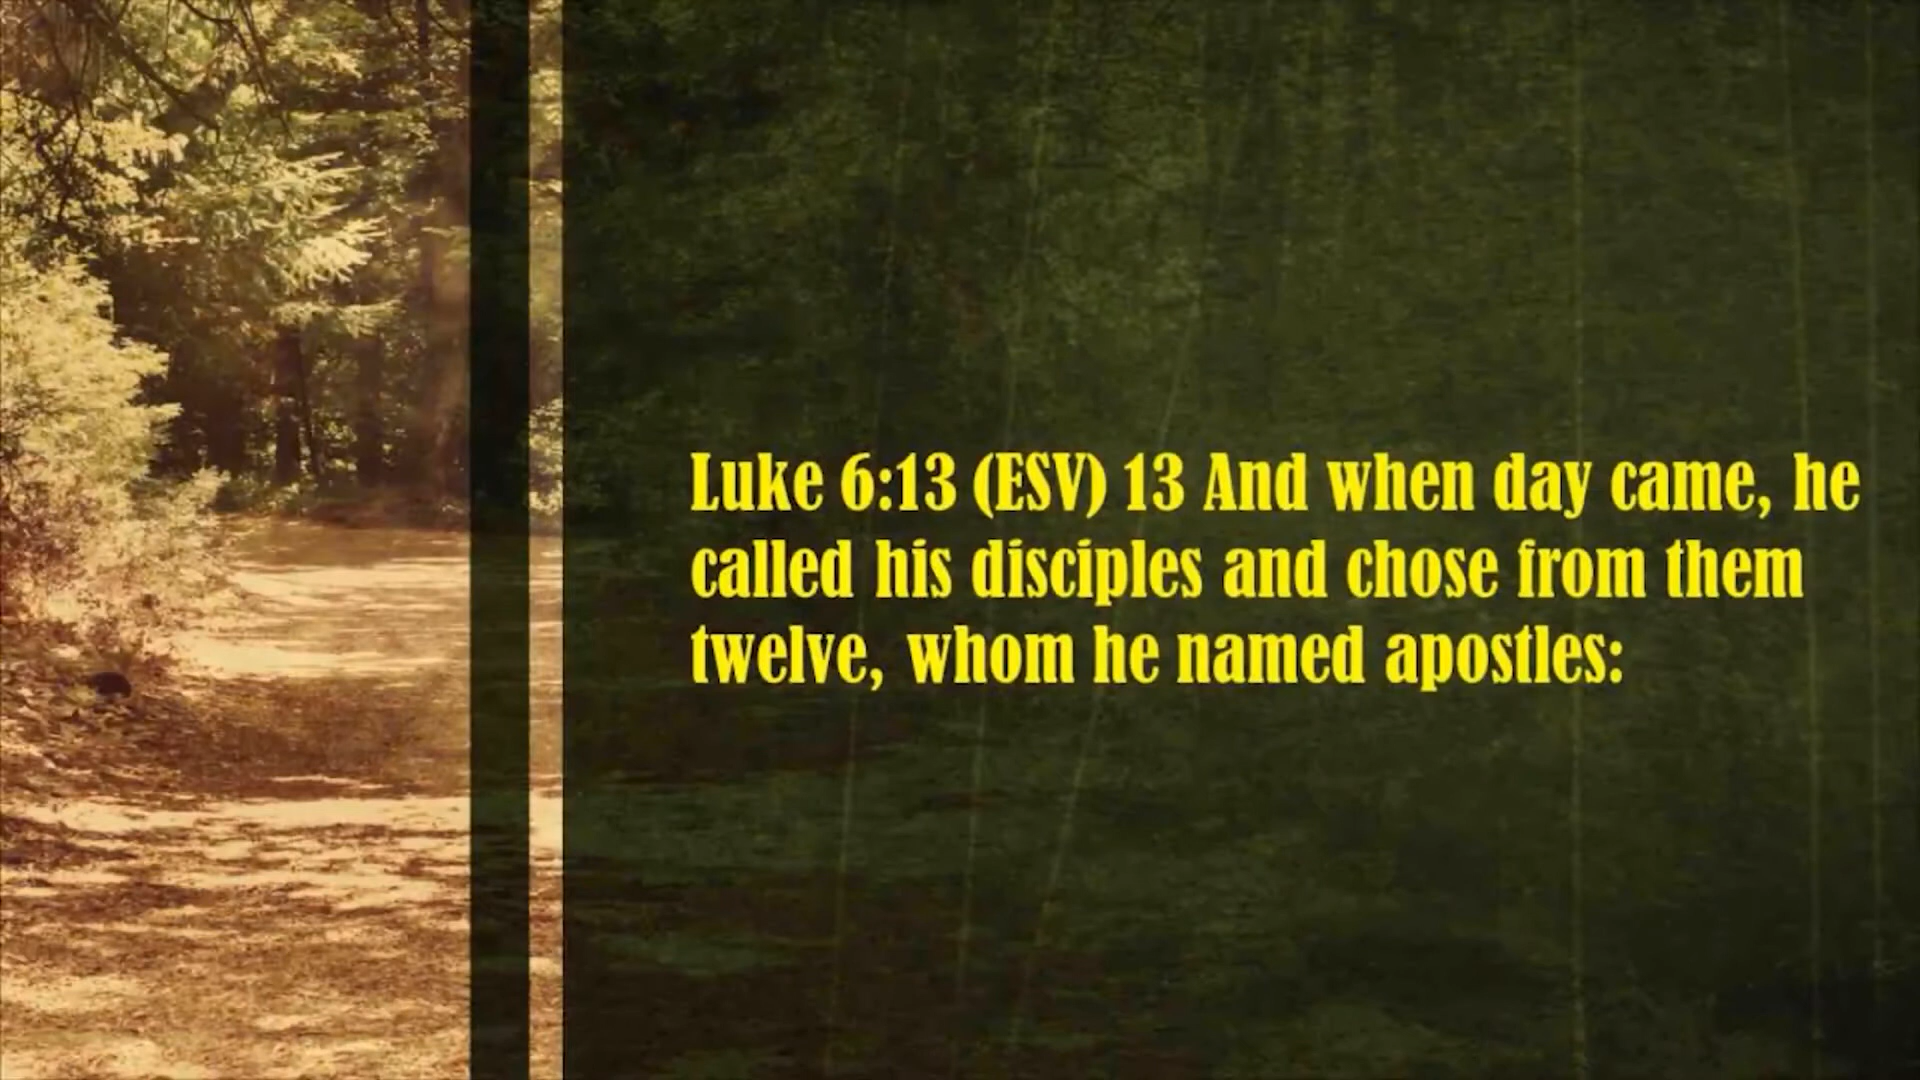 Luke 6:13 (ESV) 13 And when day came, he
called his disciples and chose from them
twelve, whom he named apostles: